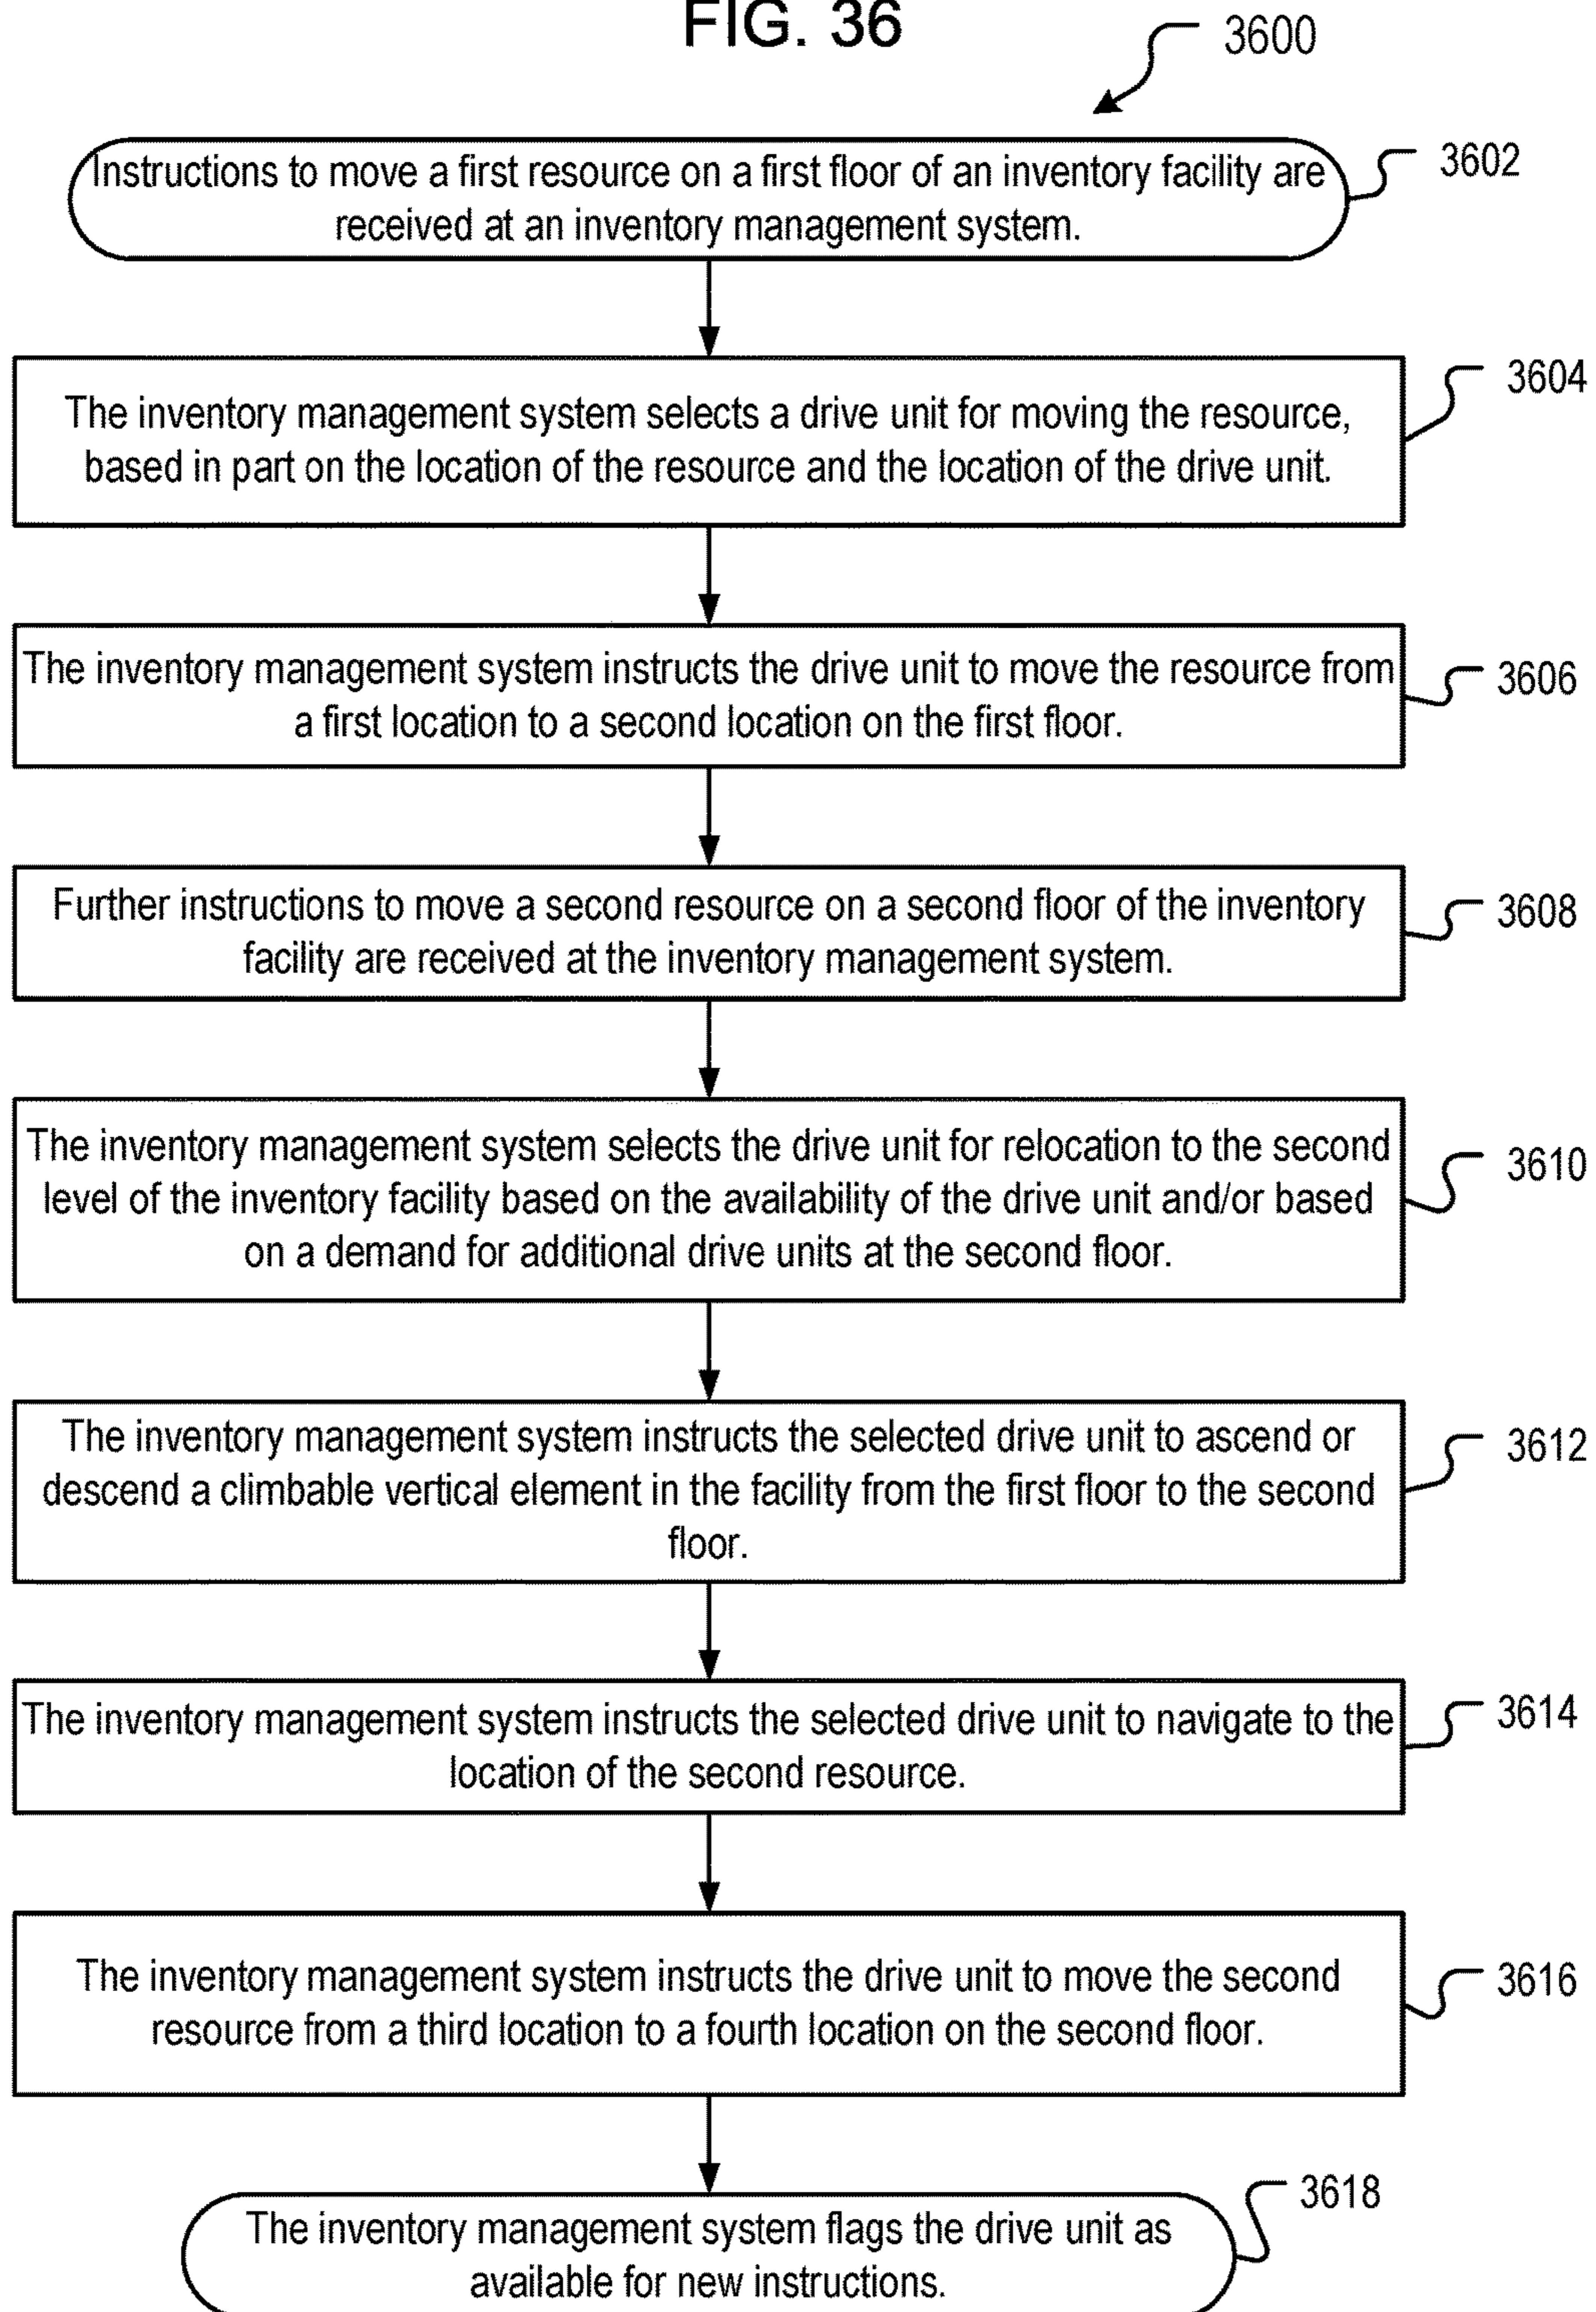 FIG. 36
3600
Instructions to move a first resource on a first floor of an inventory facility are
received at an inventory management system.
3602
The inventory management system selects a drive unit for moving the resource,
based in part on the location of the resource and the location of the drive unit.
3604
The inventory management system instructs the drive unit to move the resource from
a first location to a second location on the first floor.
3606
Further instructions to move a second resource on a second floor of the inventory
facility are received at the inventory management system.
3608
The inventory management system selects the drive unit for relocation to the second
level of the inventory facility based on the availability of the drive unit and/or based
on a demand for additional drive units at the second floor.
3610
The inventory management system instructs the selected drive unit to ascend or
descend a climbable vertical element in the facility from the first floor to the second
floor.
3612
The inventory management system instructs the selected drive unit to navigate to the
location of the second resource.
3614
The inventory management system instructs the drive unit to move the second
resource from a third location to a fourth location on the second floor.
3616
The inventory management system flags the drive unit as
available for new instructions.
3618